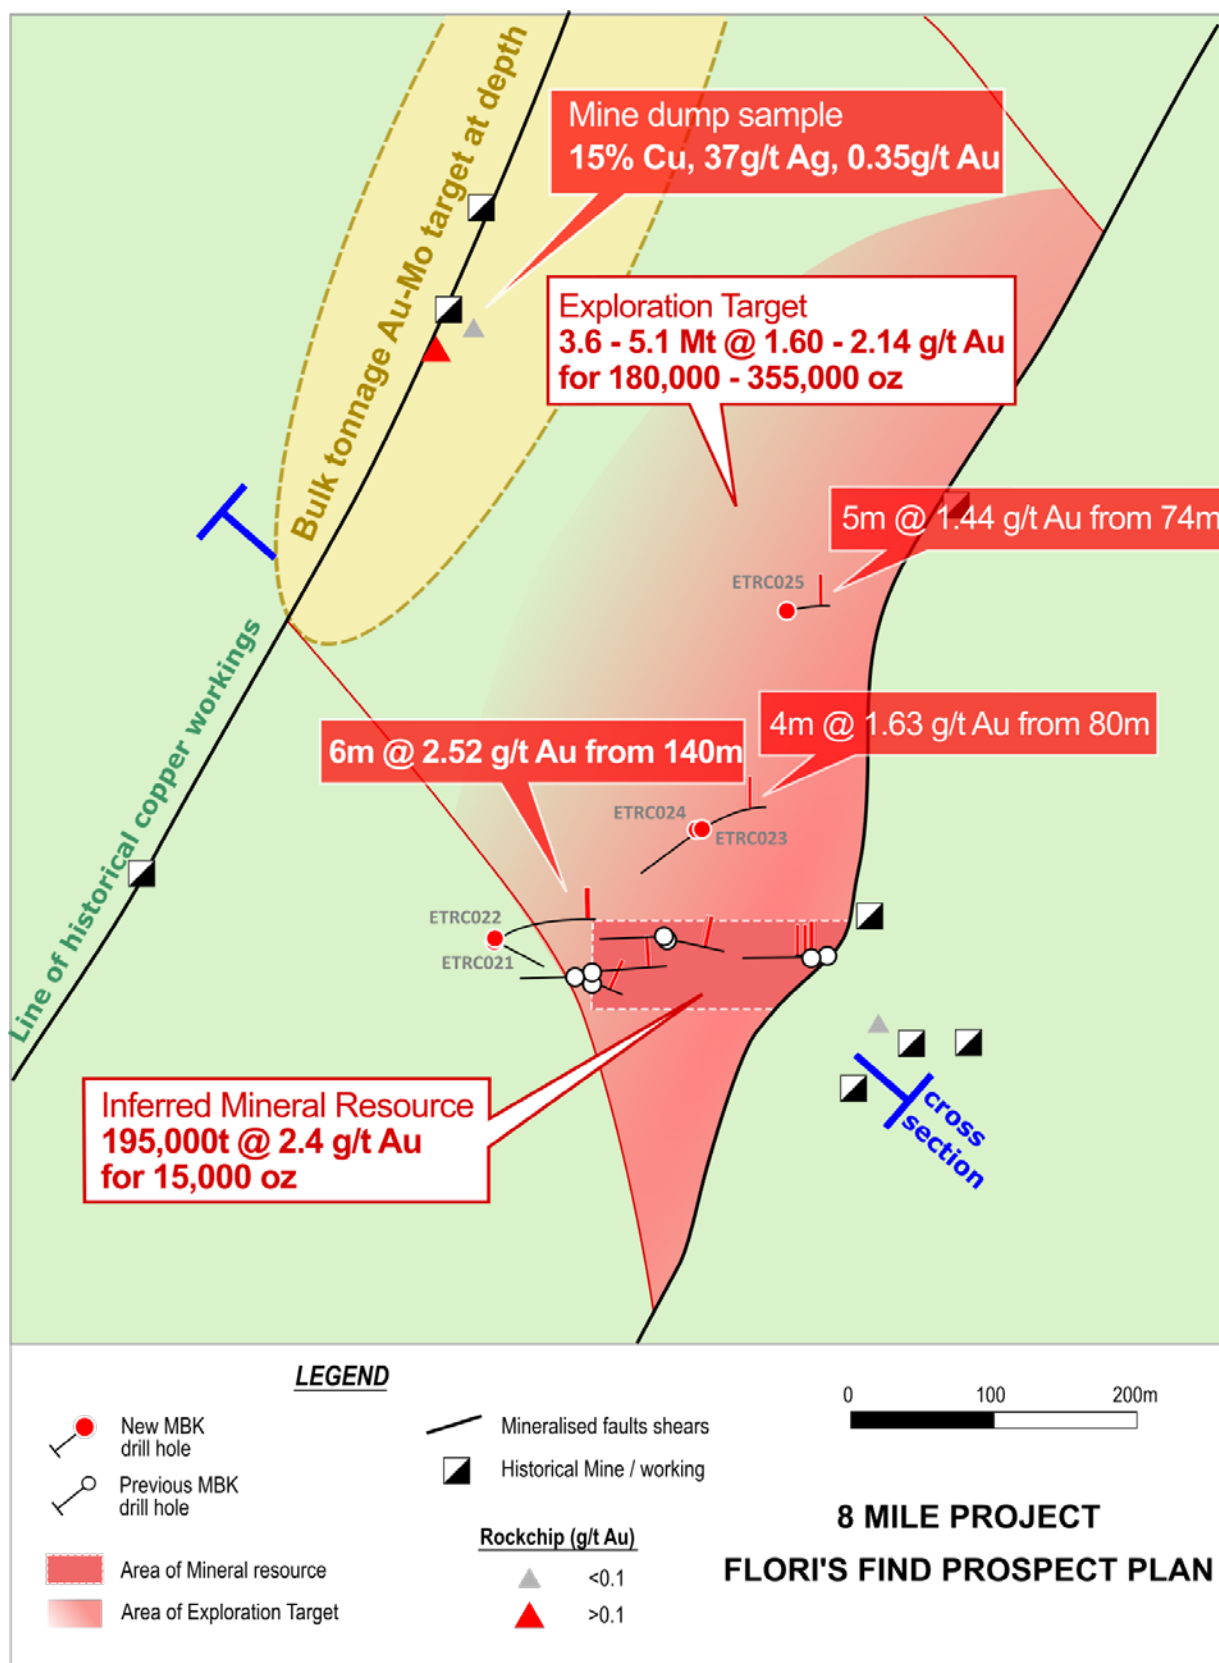 Bulk tonnage Au-Mo target at depth
Mine dump sample
15% Cu, 37g/t Ag, 0.35g/t Au
Exploration Target
3.6 - 5.1 Mt @ 1.60 - 2.14 g/t Au
for 180,000 - 355,000 oz
5m @ 1.44 g/t Au from 74m
ETRC025
Line of historical copper workings
4m @ 1.63 g/t Au from 80m
6m @ 2.52 g/t Au from 140m
ETRC024
ETRC023
ETRC022
ETRC021
Inferred Mineral Resource
195,000t @ 2.4 g/t Au
for 15,000 oz
cross
section
LEGEND
New MBK
drill hole
Previous MBK
drill hole
Area of Mineral resource
Area of Exploration Target
Mineralised faults shears
Historical Mine / working
Rockchip (g/t Au)
<0.1
>0.1
0 100 200m
8 MILE PROJECT
FLORI'S FIND PROSPECT PLAN